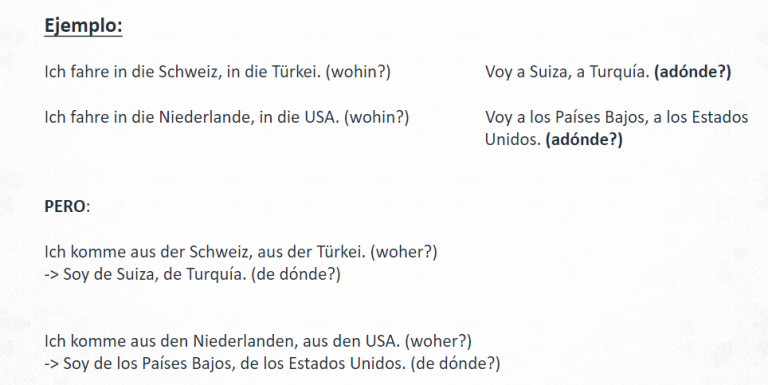 Ejemplo:
Ich fahre in die Schweiz, in die Türkei. (wohin?)
Voy a Suiza, a Turquía. (adónde?)
Ich fahre in die Niederlande, in die USA. (wohin?)
Voy a los Países Bajos, a los Estados
Unidos. (adónde?)
PERO:
Ich komme aus der Schweiz, aus der Türkei. (woher?)
-> Soy de Suiza, de Turquía. (de dónde?)
Ich komme aus den Niederlanden, aus den USA. (woher?)
-> Soy de los Países Bajos, de los Estados Unidos. (de dónde?)